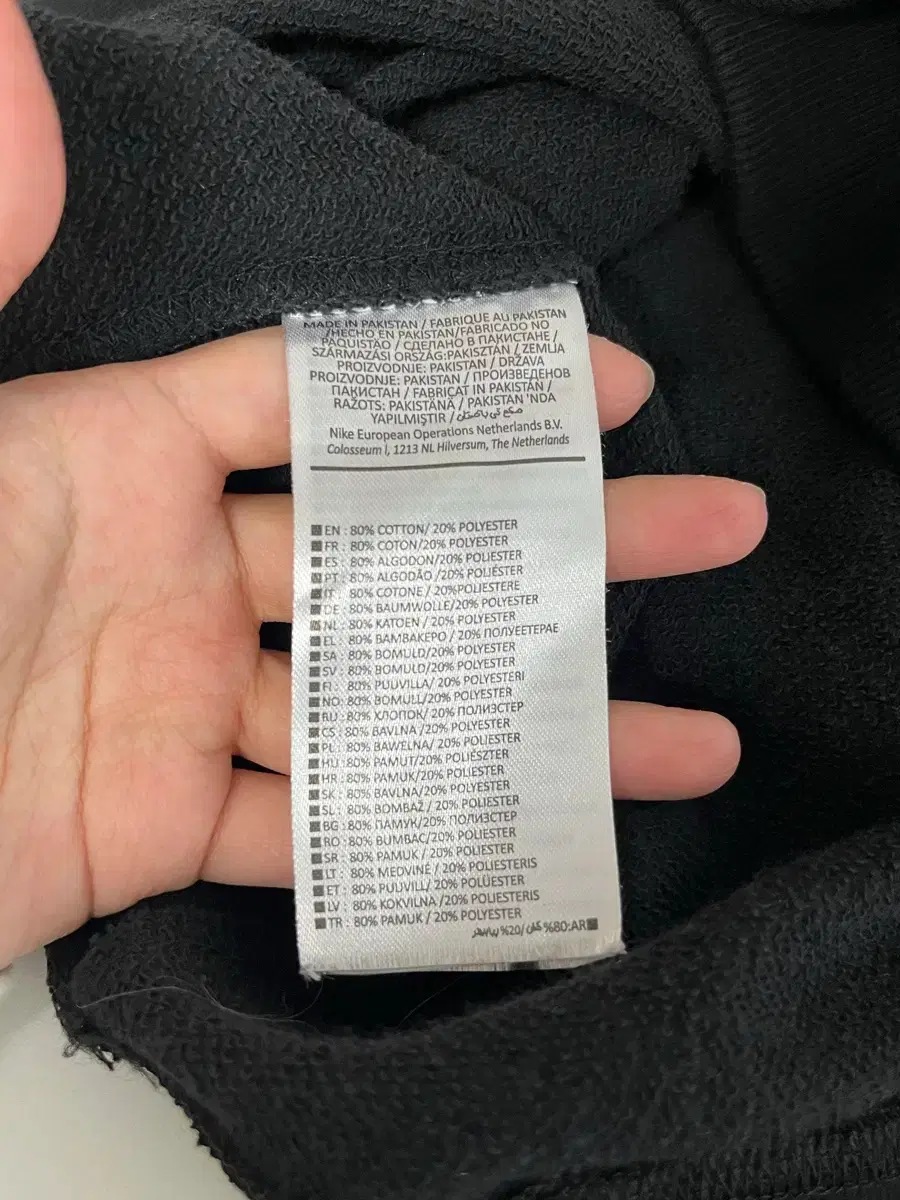 MADE IN PAKISTAN / FABRIQUE AU PAKISTAN
/HECHO EN PAKISTAN/FABRICADO NO
PAQUISTÃO / СДЕЛАНО В ПАКИСТАНЕ /
SZÁRMAZÁSI ORSZÁG:PAKISZTÁN / ZEMLJA
PROIZVODNJE: PAKISTAN / DRŽAVA
PROIZVODNJE: PAKISTAN / ПРОИЗВЕДЕНОВ
ПАКИСТАН / FABRICAT IN PAKISTAN /
RAŽOTS: PAKISTĀNĀ / PAKISTAN 'NDA
YAPILMIŞTIR /
Nike European Operations Netherlands B.V.
Colosseum I, 1213 NL Hilversum, The Netherlands
EN : 80% COTTON/ 20% POLYESTER
FR : 80% COTON/20% POLYESTER
ES : 80% ALGODON/20% POLIESTER
PT : 80% ALGODÃO /20% POLIÉSTER
IT : 80% COTONE / 20%POLIESTERE
DE : 80% BAUMWOLLE/20% POLYESTER
NL : 80% KATOEN / 20% POLYESTER
EL : 80% ΒΑΜΒΑΚΕΡΟ / 20% ΠΟΛΥΕΕΤΕΡΑΕ
SA : 80% BOMULD/20% POLYESTER
SV : 80% BOMULD/20% POLYESTER
FI : 80% PUUVILLA/ 20% POLYESTERI
NO: 80% BOMULL/20% POLYESTER
RU : 80% ХЛОПОК/ 20% ПОЛИЭСТЕР
CS : 80% BAVLNA /20% POLYESTER
PL : 80% BAWEŁNA/ 20% POLIESTER
HU : 80% PAMUT/20% POLIÉSZTER
HR : 80% PAMUK/20% POLIESTER
SK : 80% BAVLNA/20% POLYESTER
SL : 80% BOMBAŽ / 20% POLIESTER
BG :80% ПАМУК/20% ПОЛИЭСТЕР
RO :80% BUMBAC/20% POLIESTER
SR : 80% PAMUK / 20% POLIESTER
LT : 80% MEDVINE / 20% POLIESTERIS
ET : 80% PUUVILL/ 20% POLÜESTER
LV : 80% KOKVILNA /20% POLIESTERIS
TR : 80% PAMUK / 20% POLYESTER
%20/ %80:AR